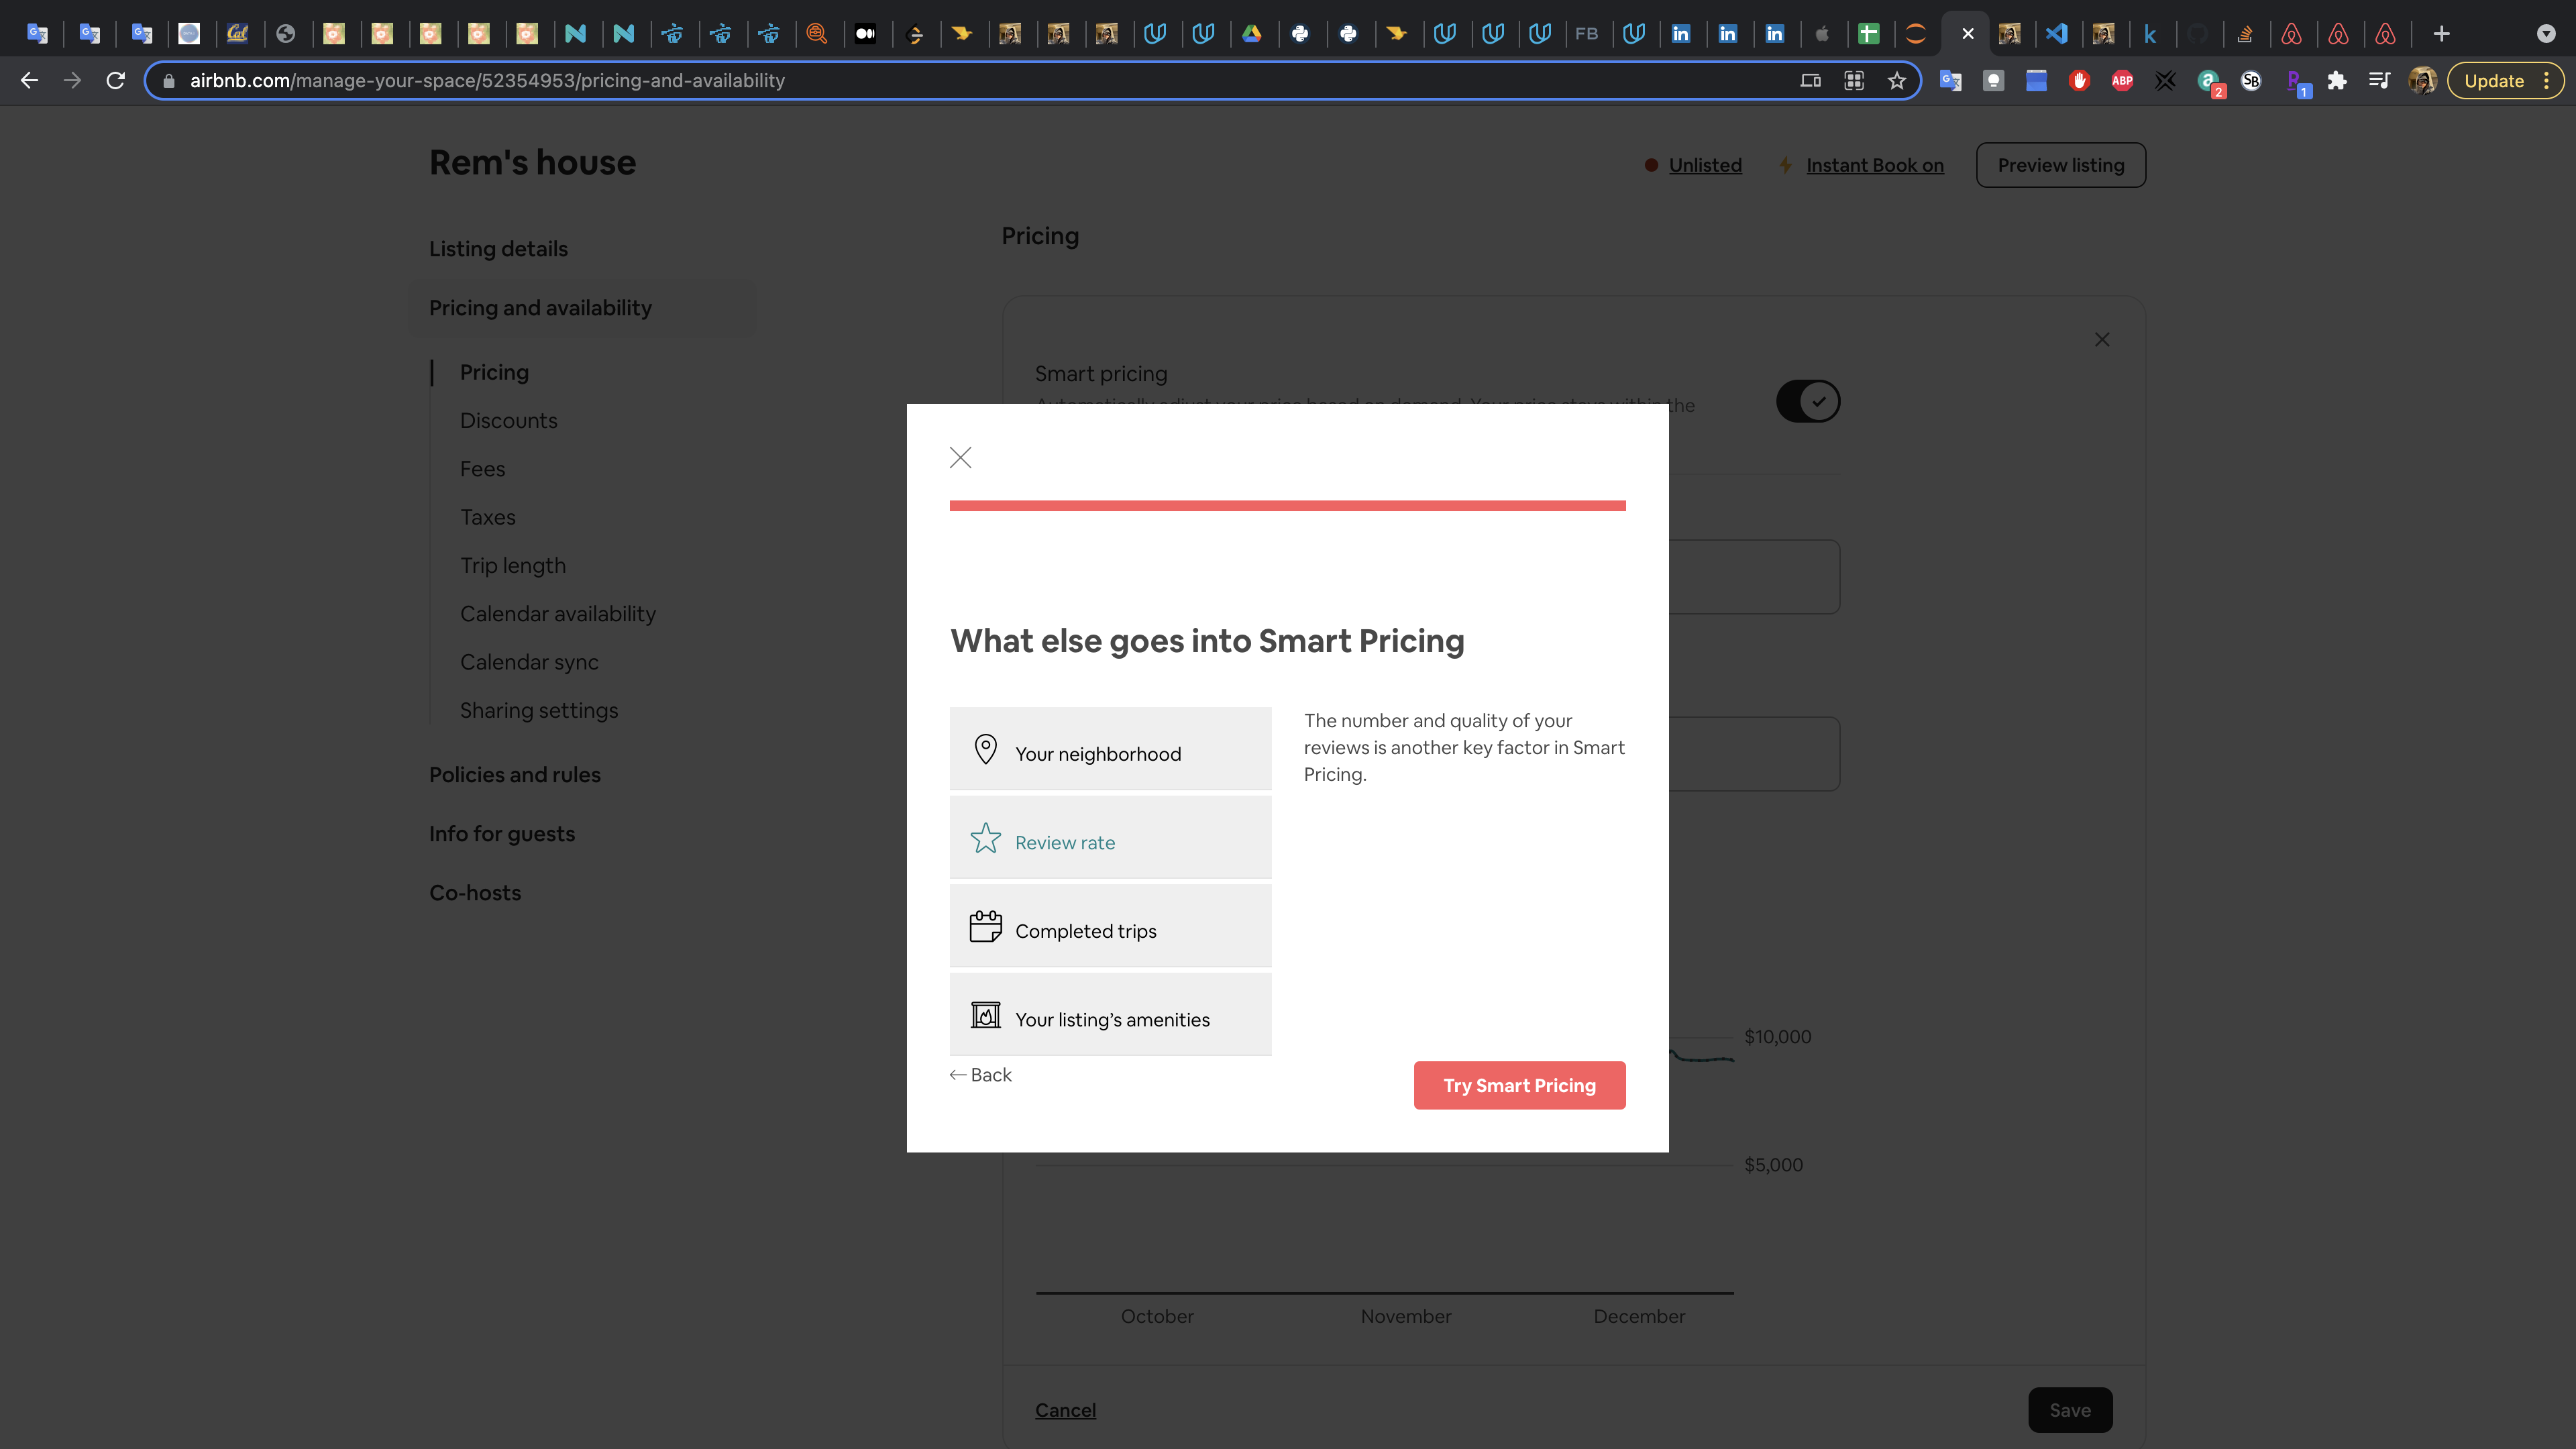 FB
airbnb.com/manage-your-space/52354953/pricing-and-availability
ABP
2
SB
1
Update
Rem's house
Unlisted
Instant Book on
Preview listing
Listing details
Pricing
Pricing and availability
Pricing
Smart pricing
Discounts
Fees
Taxes
Trip length
Calendar availability
Calendar sync
Sharing settings
Policies and rules
Info for guests
Co-hosts
the
What else goes into Smart Pricing
Your neighborhood
Review rate
Completed trips
Your listing’s amenities
The number and quality of your
reviews is another key factor in Smart
Pricing.
← Back
Try Smart Pricing
$10,000
$5,000
October
November
December
Cancel
Save